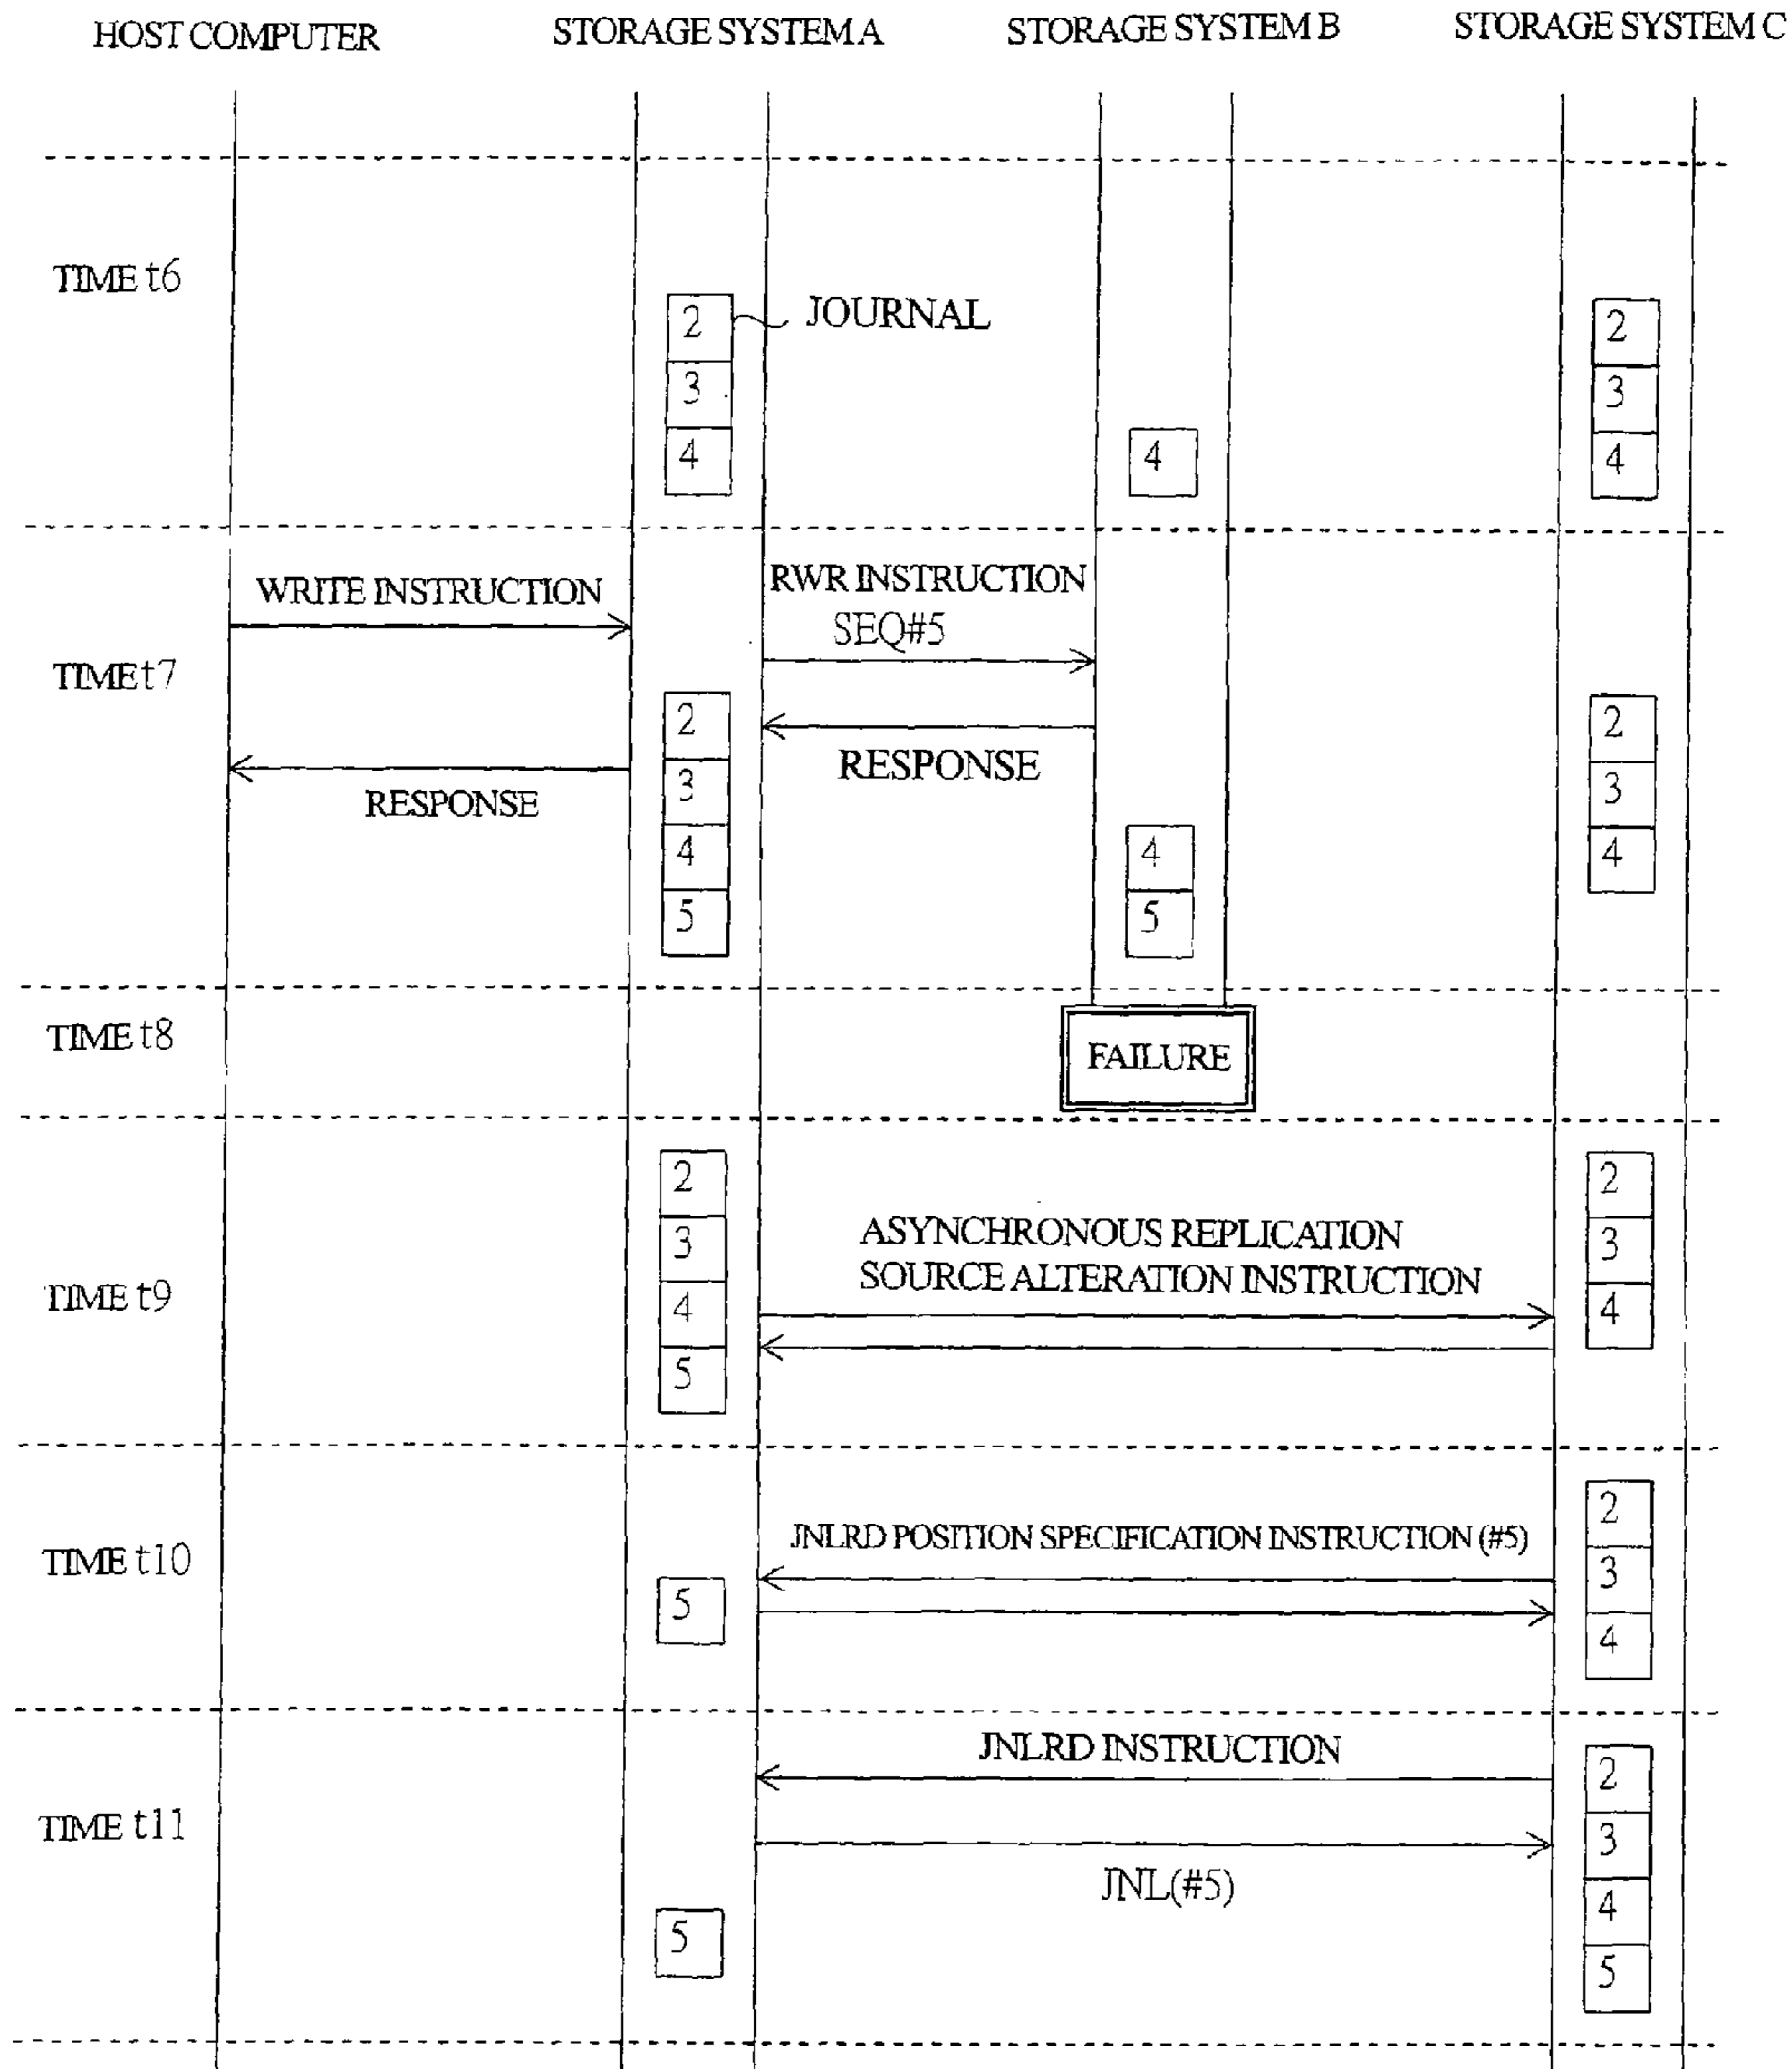 HOST COMPUTER STORAGE SYSTEM A STORAGE SYSTEM B STORAGE SYSTEM C
TIME t6
2 JOURNAL 2
3 3
4 4 4
TIME t7
WRITE INSTRUCTION RWR INSTRUCTION
SEQ#5
2 2
RESPONSE
3 3
RESPONSE
4 4 4
5 5
TIME t8
FAILURE
TIME t9
2 2
3 ASYNCHRONOUS REPLICATION 3
SOURCE ALTERATION INSTRUCTION
4 4
5
TIME t10
2
JNLRD POSITION SPECIFICATION INSTRUCTION (#5)
3
5
4
TIME t11
JNLRD INSTRUCTION
2
3
JNL(#5)
4
5
5